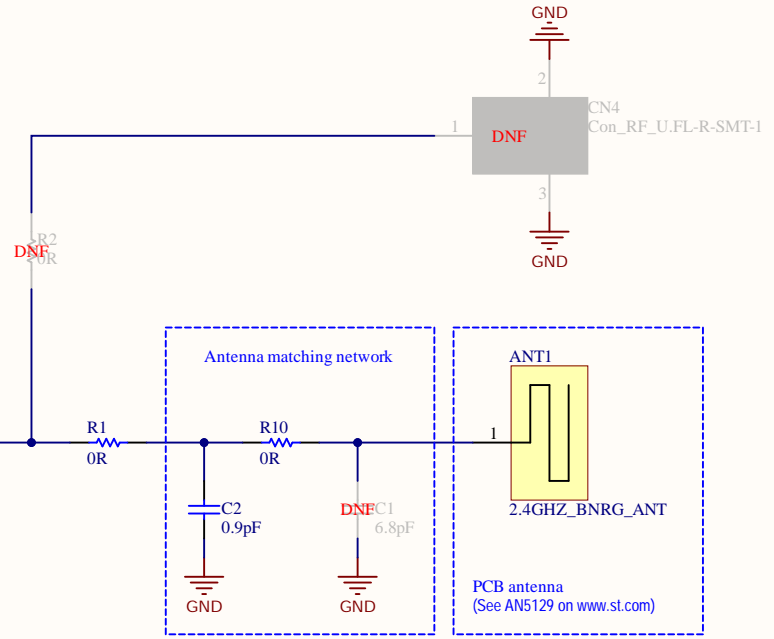 GND
2
CN4
Con_RF_U.FL-R-SMT-1
1
DNF
3
GND
R2
DNF
0R
Antenna matching network
ANT1
R1
0R
R10
0R
1
C2
0.9pF
DNF
C1
6.8pF
2.4GHZ_BNRG_ANT
GND
GND
PCB antenna
(See AN5129 on www.st.com)